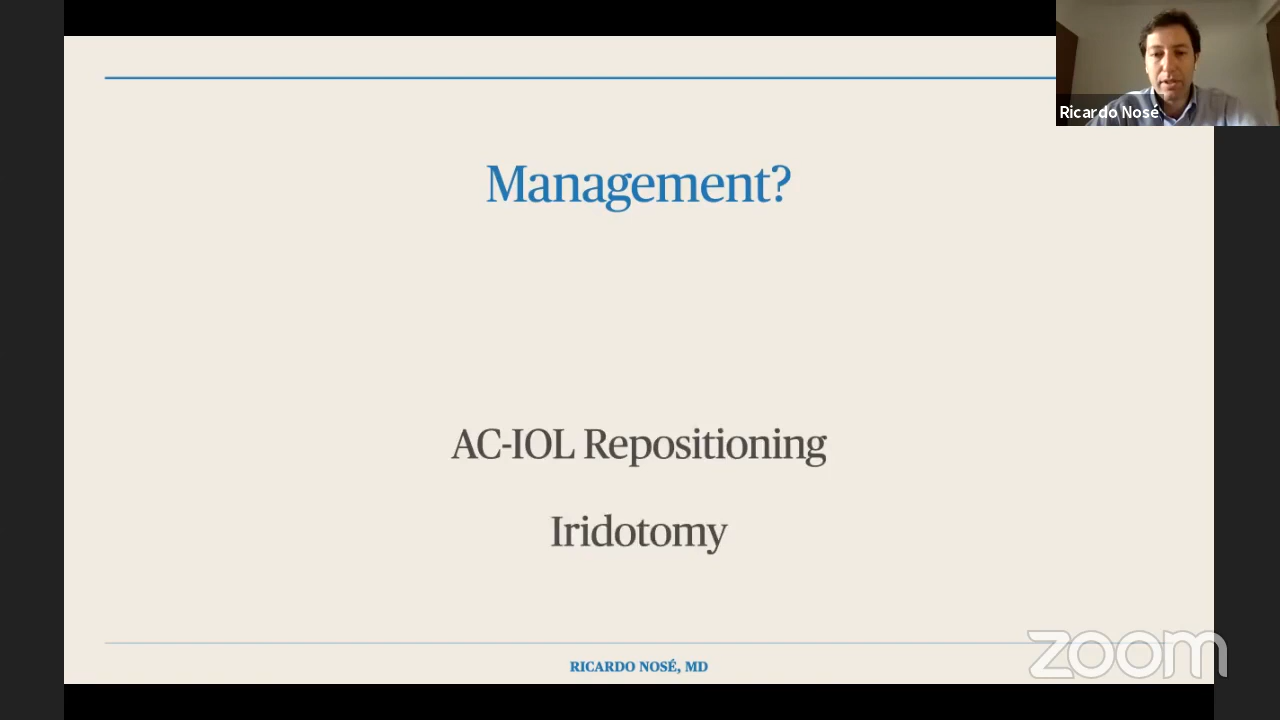 Ricardo Nosé
Management?
AC-IOL Repositioning
Iridotomy
RICARDO NOSÉ, MD
zoom